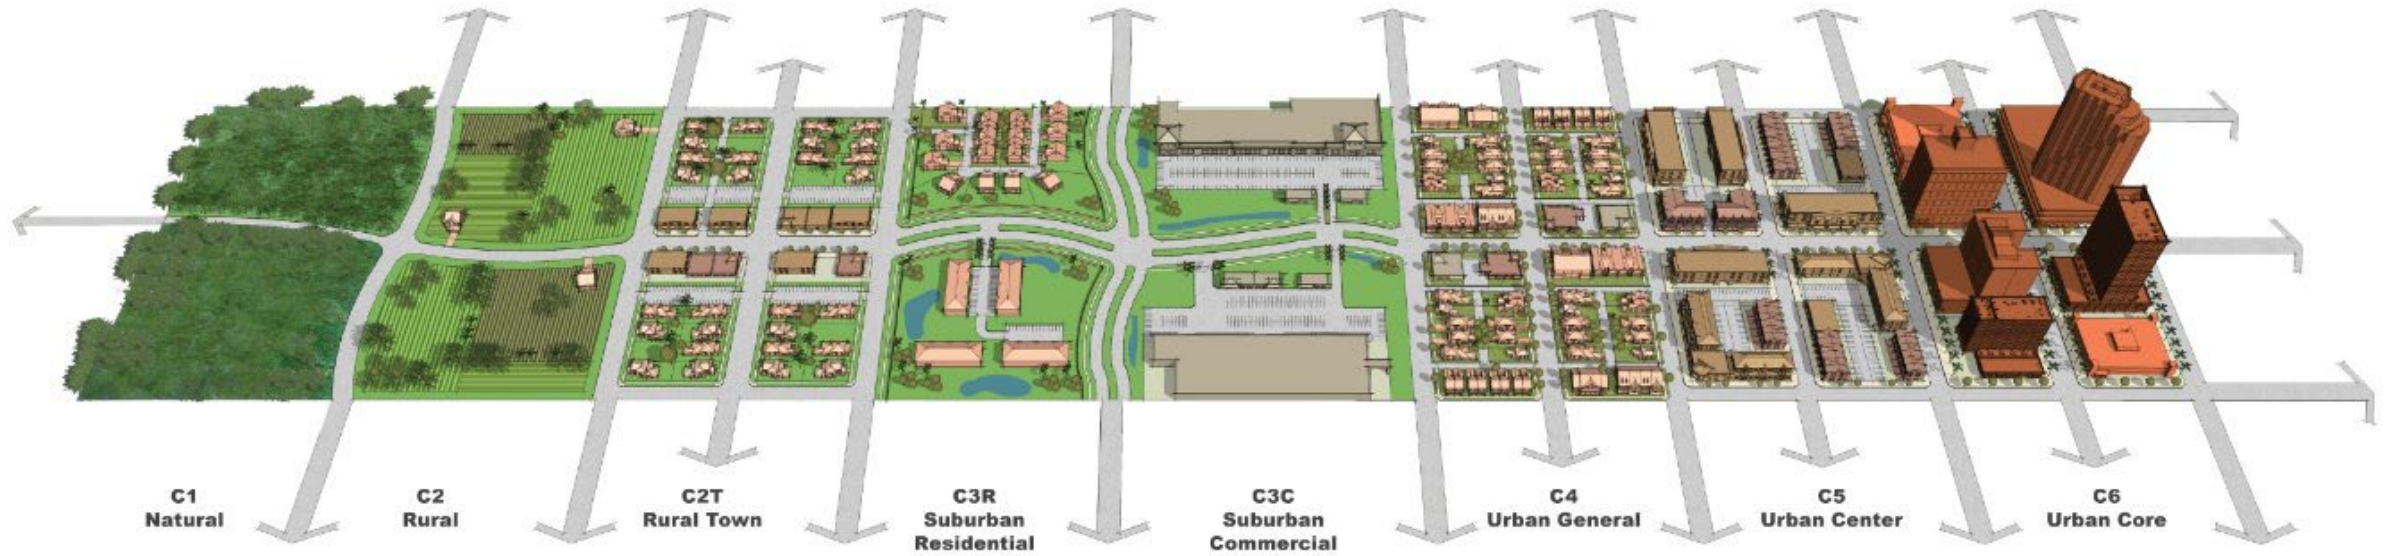 C1
Natural
C2
Rural
C2T
Rural Town
C3R
Suburban
Residential
C3C
Suburban
Commercial
C4
Urban General
C5
Urban Center
C6
Urban Core